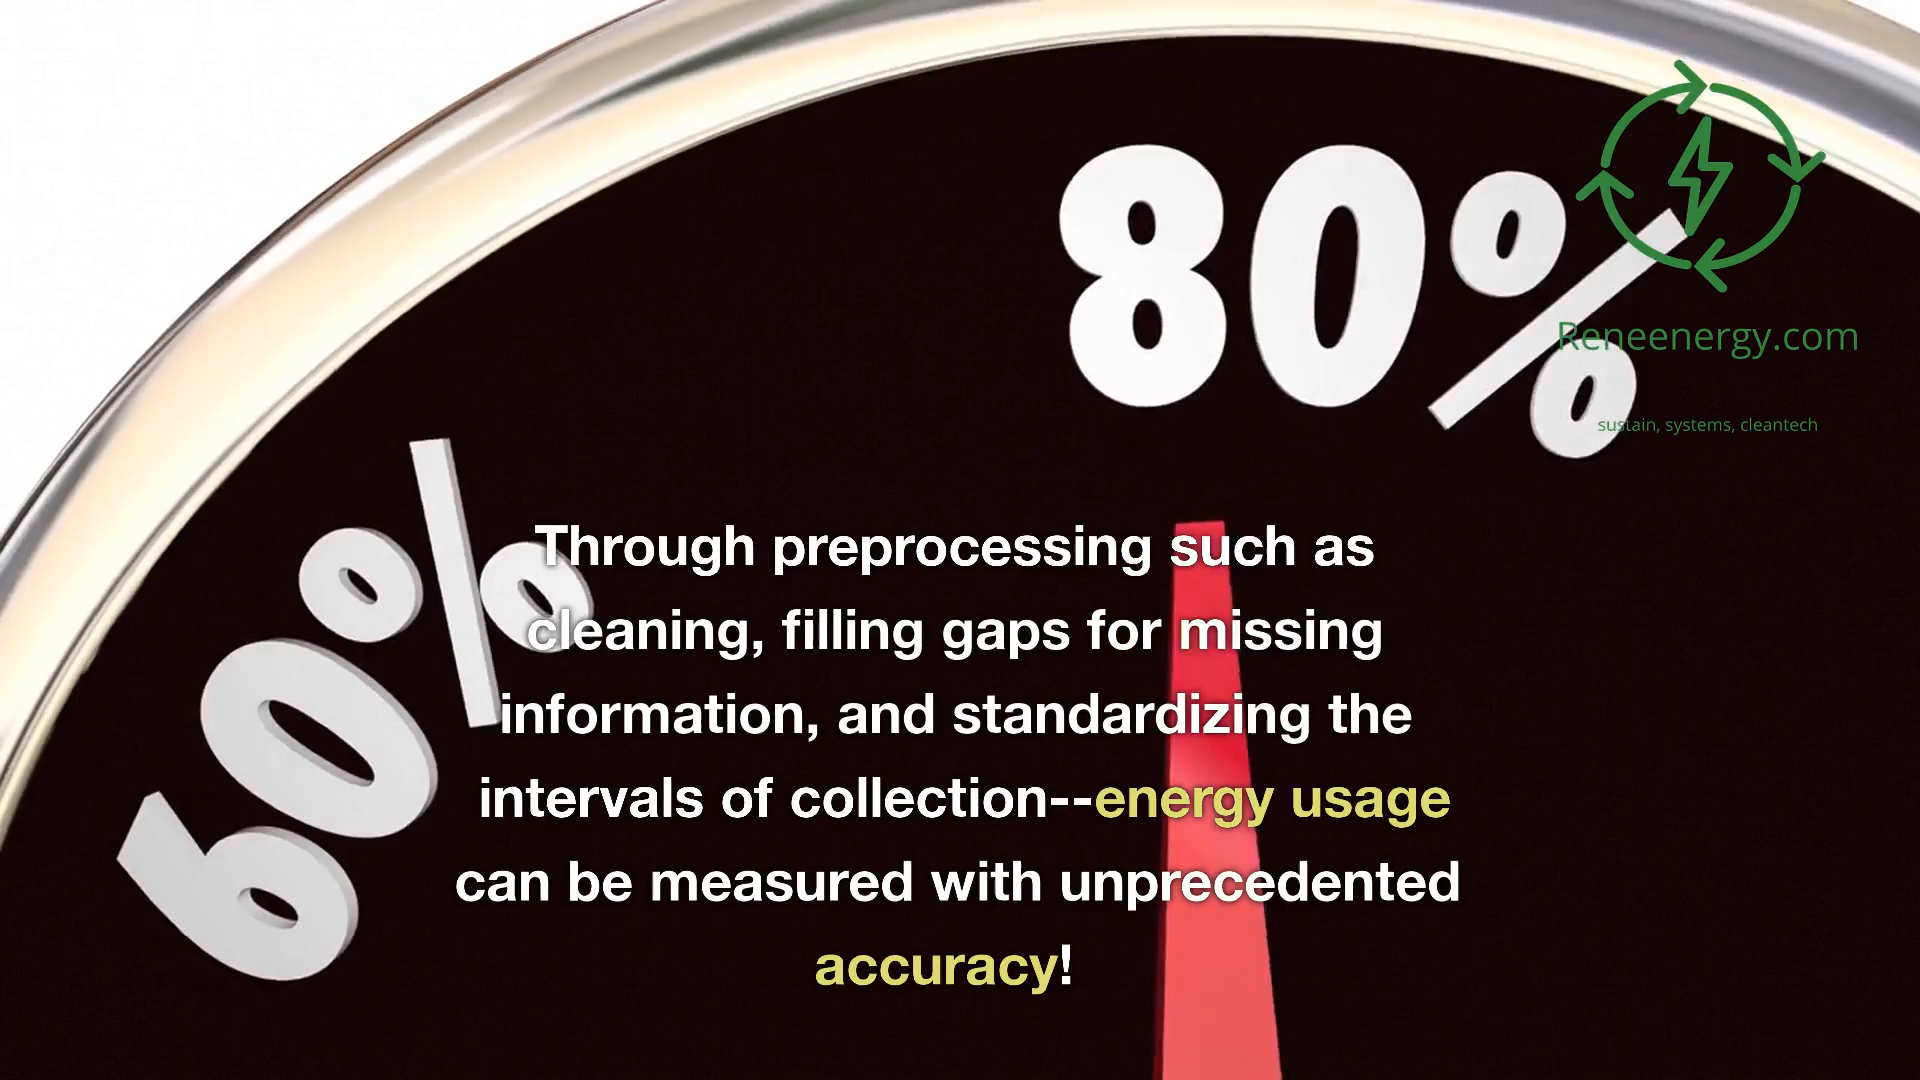 80%
Reneenergy.com
sustain, systems, cleantech
60%
Through preprocessing such as
cleaning, filling gaps for missing
information, and standardizing the
intervals of collection--energy usage
can be measured with unprecedented
accuracy!